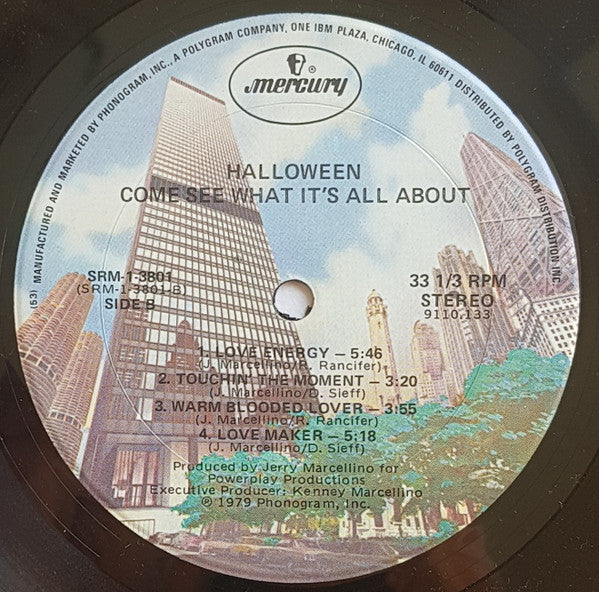 (53) MANUFACTURED AND MARKETED BY PHONOGRAM, INC., A POLYGRAM COMPANY, ONE IBM PLAZA, CHICAGO, IL 60611 DISTRIBUTED BY POLYGRAM DISTRIBUTION, INC.
® mercury
HALLOWEEN
COME SEE WHAT IT'S ALL ABOUT
SRM-1-3801
(SRM-1-3801-B)
SIDE B
33 1/3 RPM
STEREO
9110.133
1. LOVE ENERGY – 5:46
(J. Marcellino/R. Rancifer)
2. TOUCHIN' THE MOMENT – 3:20
(J. Marcellino/D. Sieff)
3. WARM BLOODED LOVER – 3:55
(J. Marcellino/R. Rancifer)
4. LOVE MAKER – 5:18
(J. Marcellino/D. Sieff)
Produced by Jerry Marcellino for
Powerplay Productions
Executive Producer: Kenney Marcellino
℗ 1979 Phonogram, Inc.